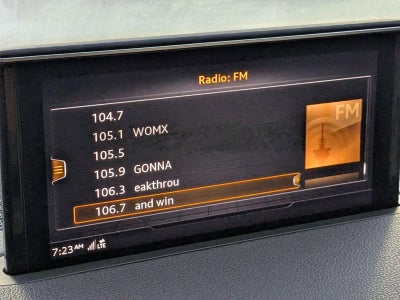 Radio: FM
FM
104.7
105.1 WOMX
105.5
105.9 GONNA
106.3 eakthrou
106.7 and win
7:23 AM LTE